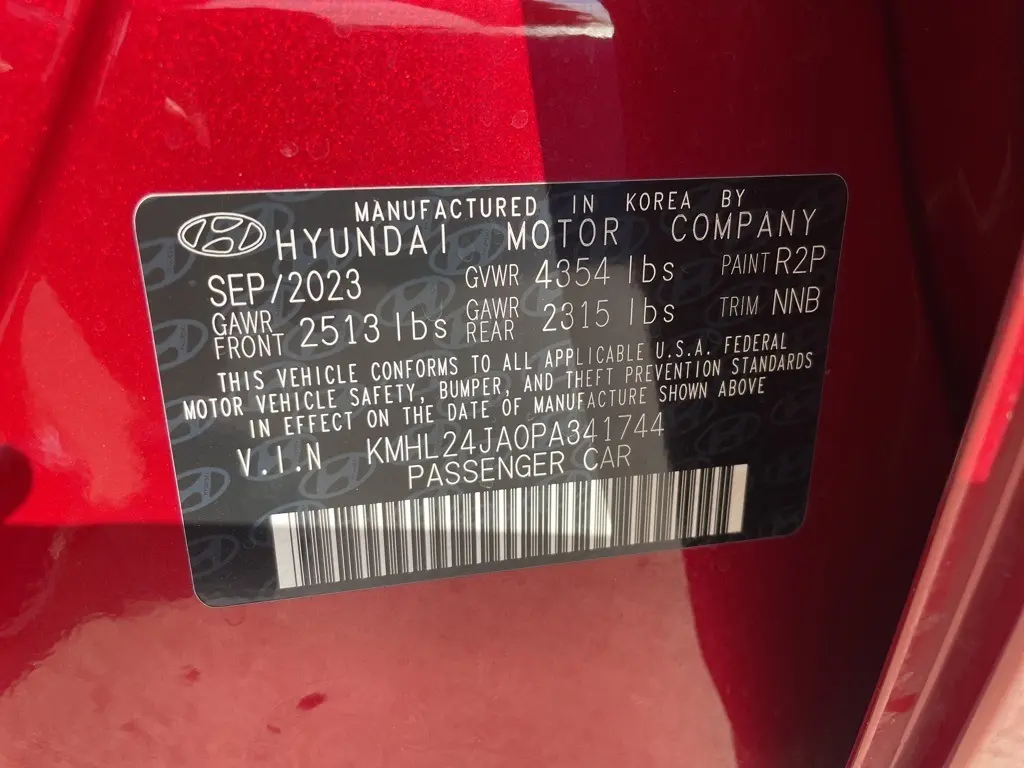 MANUFACTURED IN KOREA BY
HYUNDAI MOTOR COMPANY
SEP/2023 GVWR 4354 lbs PAINT R2P
GAWR FRONT 2513 lbs GAWR REAR 2315 lbs TRIM NNB
THIS VEHICLE CONFORMS TO ALL APPLICABLE U.S.A. FEDERAL
MOTOR VEHICLE SAFETY, BUMPER, AND THEFT PREVENTION STANDARDS
IN EFFECT ON THE DATE OF MANUFACTURE SHOWN ABOVE
V.I.N KMHL24JA0PA341744
PASSENGER CAR